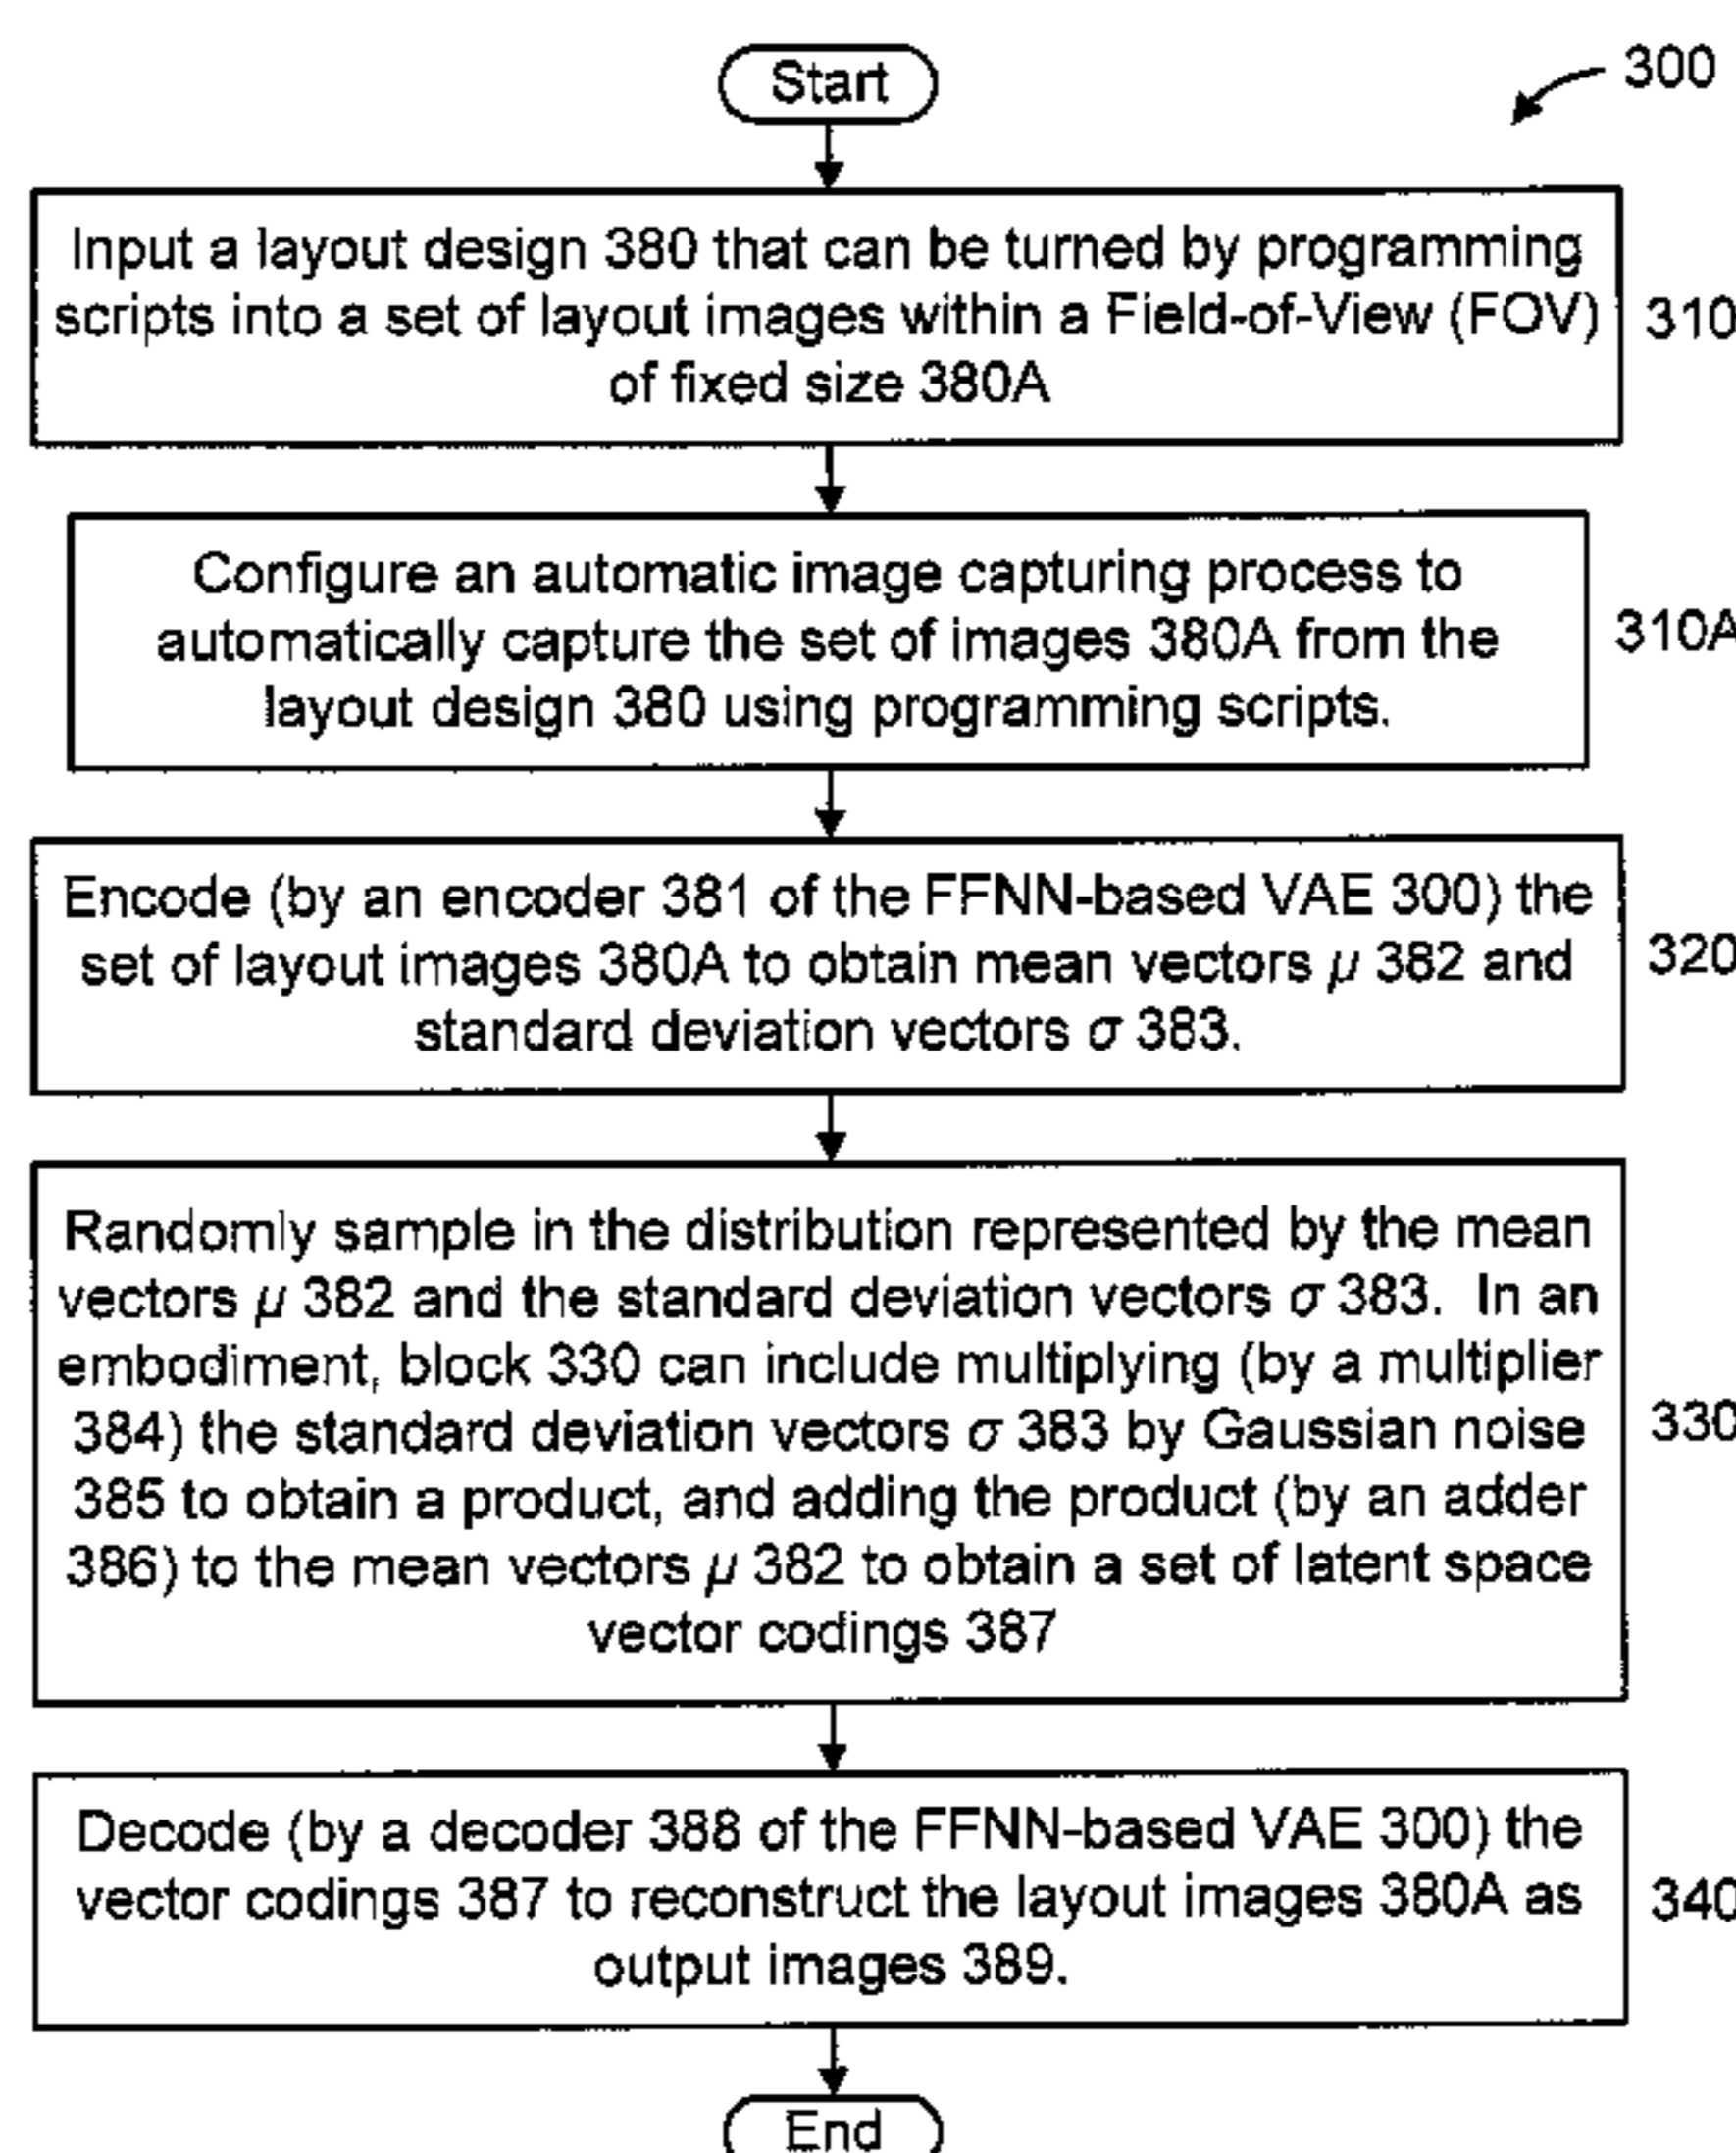 Start
300
Input a layout design 380 that can be turned by programming
scripts into a set of layout images within a Field-of-View (FOV)
of fixed size 380A
310
Configure an automatic image capturing process to
automatically capture the set of images 380A from the
layout design 380 using programming scripts.
310A
Encode (by an encoder 381 of the FFNN-based VAE 300) the
set of layout images 380A to obtain mean vectors μ 382 and
standard deviation vectors σ 383.
320
Randomly sample in the distribution represented by the mean
vectors μ 382 and the standard deviation vectors σ 383. In an
embodiment, block 330 can include multiplying (by a multiplier
384) the standard deviation vectors σ 383 by Gaussian noise
385 to obtain a product, and adding the product (by an adder
386) to the mean vectors μ 382 to obtain a set of latent space
vector codings 387
330
Decode (by a decoder 388 of the FFNN-based VAE 300) the
vector codings 387 to reconstruct the layout images 380A as
output images 389.
340
End